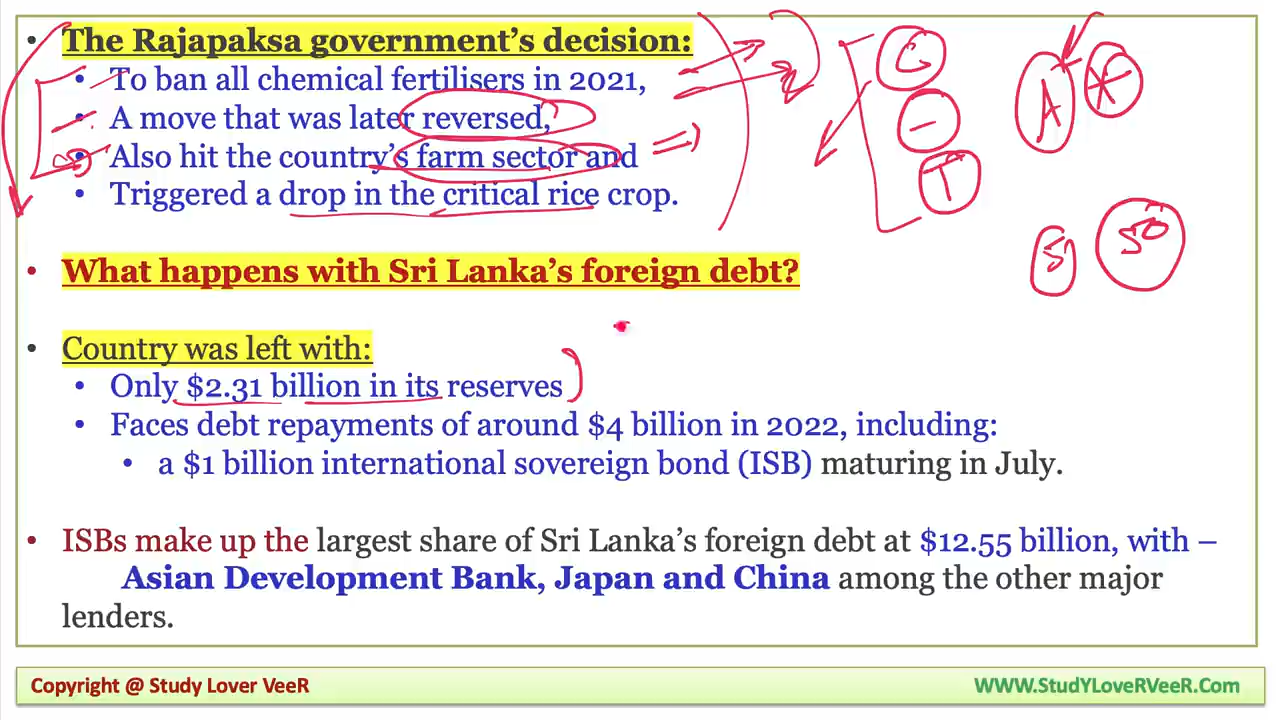 • The Rajapaksa government's decision:
• To ban all chemical fertilisers in 2021,
• A move that was later reversed,
• Also hit the country's farm sector and
• Triggered a drop in the critical rice crop.
G
–
T
A
• What happens with Sri Lanka's foreign debt?
• Country was left with:
• Only $2.31 billion in its reserves
• Faces debt repayments of around $4 billion in 2022, including:
• a $1 billion international sovereign bond (ISB) maturing in July.
• ISBs make up the largest share of Sri Lanka's foreign debt at $12.55 billion, with –
Asian Development Bank, Japan and China among the other major
lenders.
Copyright @ Study Lover VeeR
WWW.StudYLoveRVeeR.Com